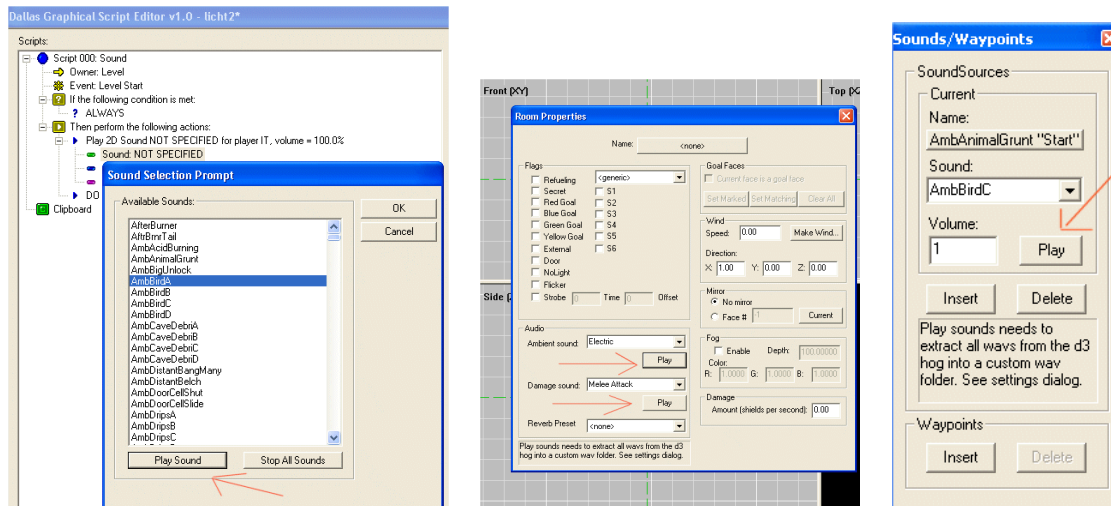 Dallas Graphical Script Editor v1.0 - licht2*
Scripts:
Script 000: Sound
Owner: Level
Event: Level Start
If the following condition is met:
ALWAYS
Then perform the following actions:
Play 2D Sound NOT SPECIFIED for player IT, volume = 100.0%
Sound: NOT SPECIFIED
DO
Clipboard
Sound Selection Prompt
Available Sounds:
AfterBurner
AftrBrnrTail
AmbAcidBurning
AmbAnimalGrunt
AmbBigUnlock
AmbBirdA
AmbBirdB
AmbBirdC
AmbBirdD
AmbCaveDebriA
AmbCaveDebriB
AmbCaveDebriC
AmbCaveDebriD
AmbDistantBangMany
AmbDistantBelch
AmbDoorCellShut
AmbDoorCellSlide
AmbDripsA
AmbDripsB
AmbDripsC
OK
Cancel
Play Sound
Stop All Sounds
Front (XY)
Top (XZ
Side (
Room Properties
Name: <none>
Flags
Refueling <generic>
Secret S1
Red Goal S2
Blue Goal S3
Green Goal S4
Yellow Goal S5
External S6
Door
NoLight
Flicker
Strobe 0 Time 0 Offset
Goal Faces
Current face is a goal face
Set Marked Set Matching Clear All
Wind
Speed: 0.00 Make Wind...
Direction:
X: 1.00 Y: 0.00 Z: 0.00
Mirror
No mirror
Face # -1 Current
Audio
Ambient sound: Electric
Play
Damage sound: Melee Attack
Play
Reverb Preset <none>
Fog
Enable Depth: 100.00000
Color:
R: 1.0000 G: 1.0000 B: 1.0000
Damage
Amount (shields per second): 0.00
Play sounds needs to extract all wavs from the d3
hog into a custom wav folder. See settings dialog.
Sounds/Waypoints
SoundSources
Current
Name:
AmbAnimalGrunt "Start"
Sound:
AmbBirdC
Volume:
1 Play
Insert Delete
Play sounds needs to
extract all wavs from the d3
hog into a custom wav
folder. See settings dialog.
Waypoints
Insert Delete